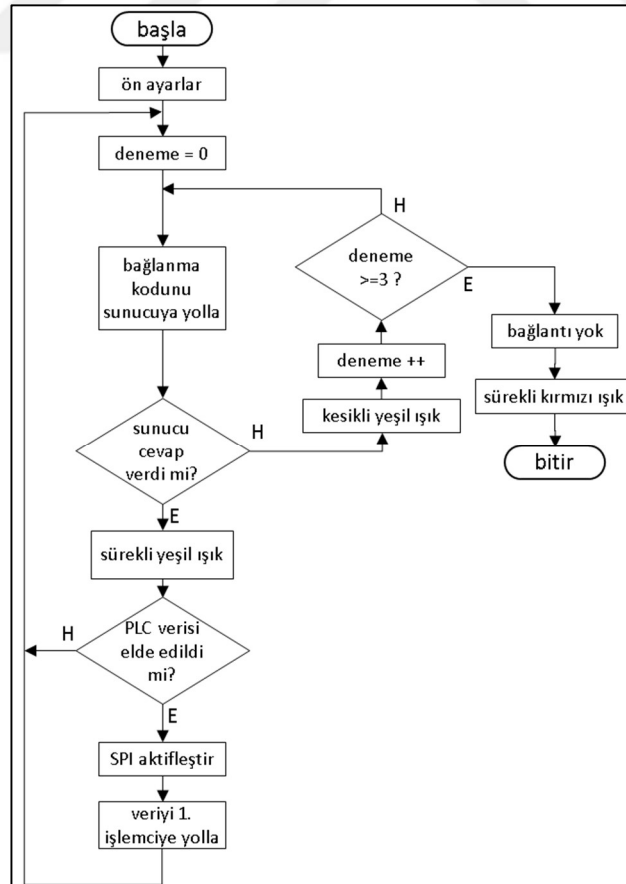 başla
ön ayarlar
deneme = 0
H
deneme
>=3 ?
E
bağlanma
kodunu
sunucuya yolla
bağlantı yok
deneme ++
sürekli kırmızı ışık
kesikli yeşil ışık
bitir
sunucu
cevap
verdi mi?
H
E
sürekli yeşil ışık
H
PLC verisi
elde edildi
mi?
E
SPI aktifleştir
veriyi 1.
işlemciye yolla